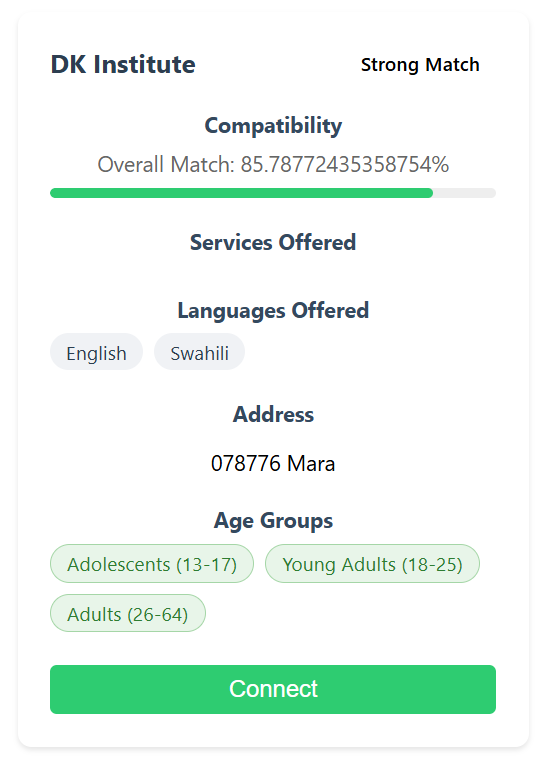 DK Institute
Strong Match
Compatibility
Overall Match: 85.78772435358754%
Services Offered
Languages Offered
English Swahili
Address
078776 Mara
Age Groups
Adolescents (13-17) Young Adults (18-25)
Adults (26-64)
Connect